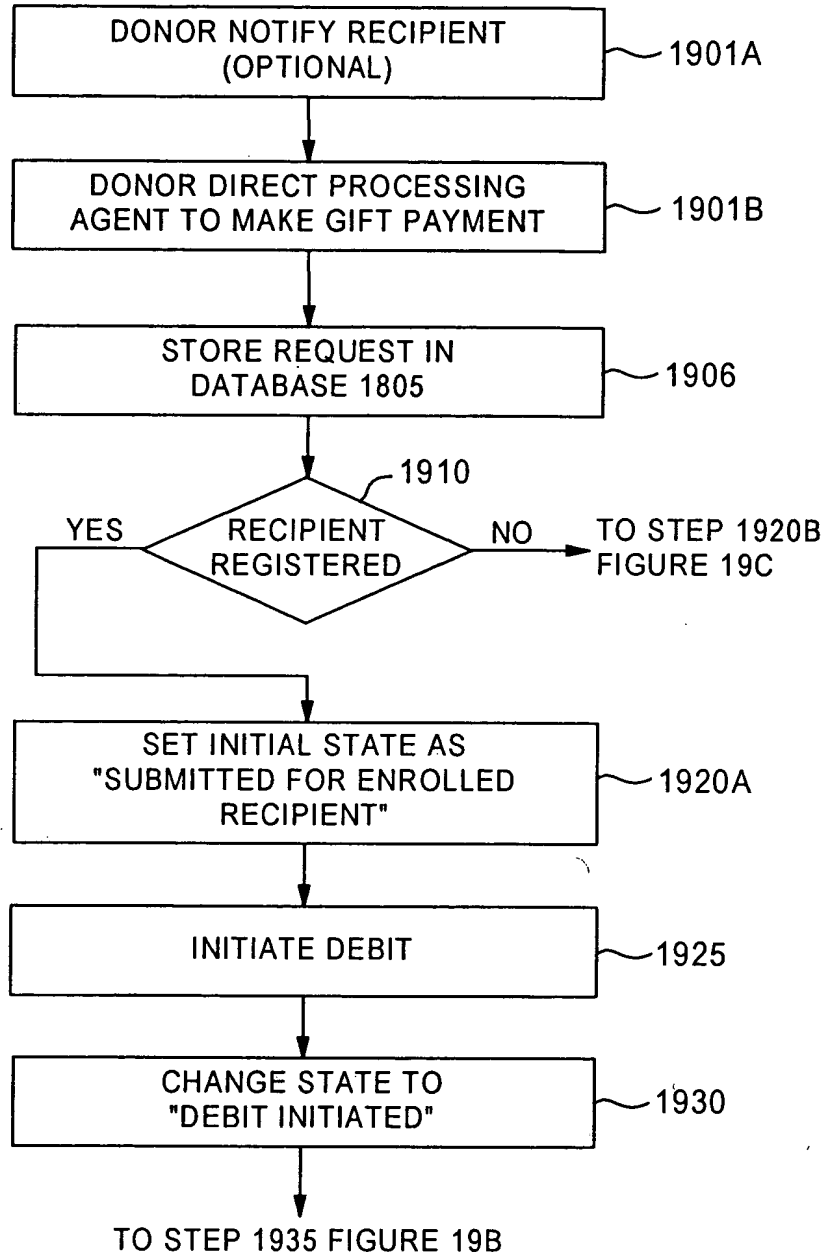 DONOR NOTIFY RECIPIENT
(OPTIONAL)
1901A
DONOR DIRECT PROCESSING
AGENT TO MAKE GIFT PAYMENT
1901B
STORE REQUEST IN
DATABASE 1805
1906
1910
YES
RECIPIENT
REGISTERED
NO
TO STEP 1920B
FIGURE 19C
SET INITIAL STATE AS
"SUBMITTED FOR ENROLLED
RECIPIENT"
1920A
INITIATE DEBIT
1925
CHANGE STATE TO
"DEBIT INITIATED"
1930
TO STEP 1935 FIGURE 19B